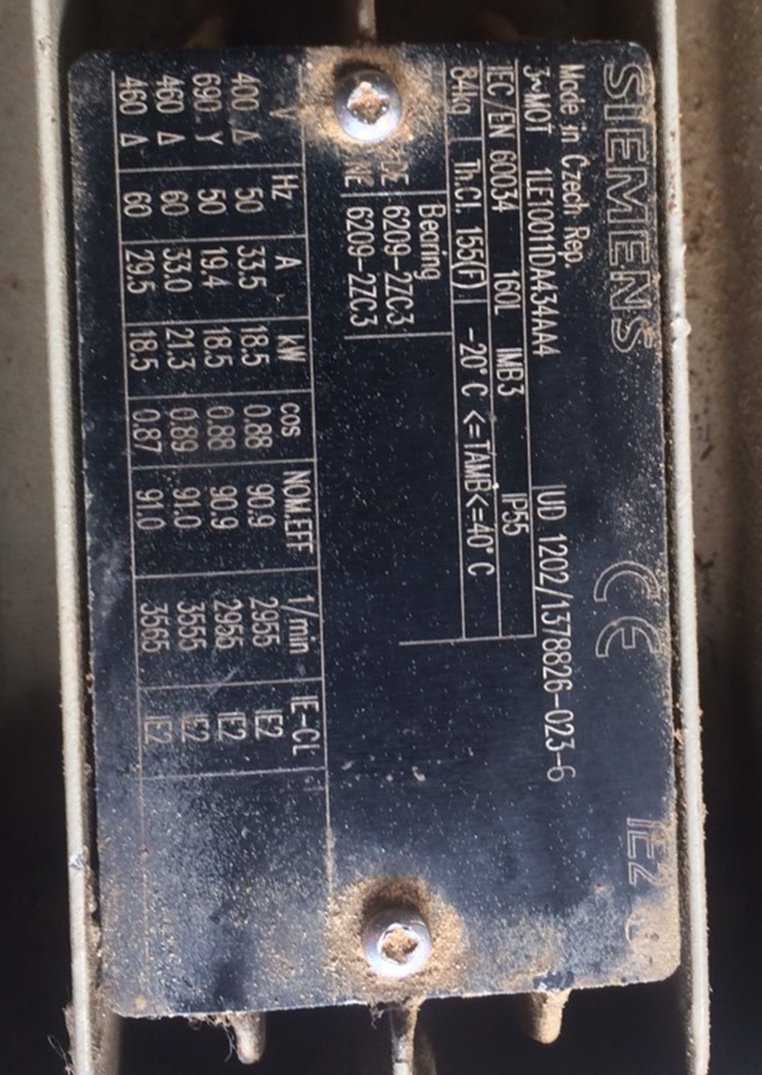 SIEMENS CE IE2
Made in Czech Rep.
3~MOT 1LE10011DA434AA4 UD 1202/1378826-023-6
IEC/EN 60034 160L IMB3 IP55
84kg Th.Cl. 155(F) -20°C <=TAMB<=40°C
Bearing
6209-2ZC3
NE 6209-2ZC3
V Hz A kW cos NOM.EFF 1/min IE-CL
400 Δ 50 33.5 18.5 0.88 90.9 2955 IE2
690 Y 50 19.4 18.5 0.88 90.9 2955 IE2
460 Δ 60 33.0 21.3 0.89 91.0 3555 IE2
460 Δ 60 29.5 18.5 0.87 91.0 3565 IE2